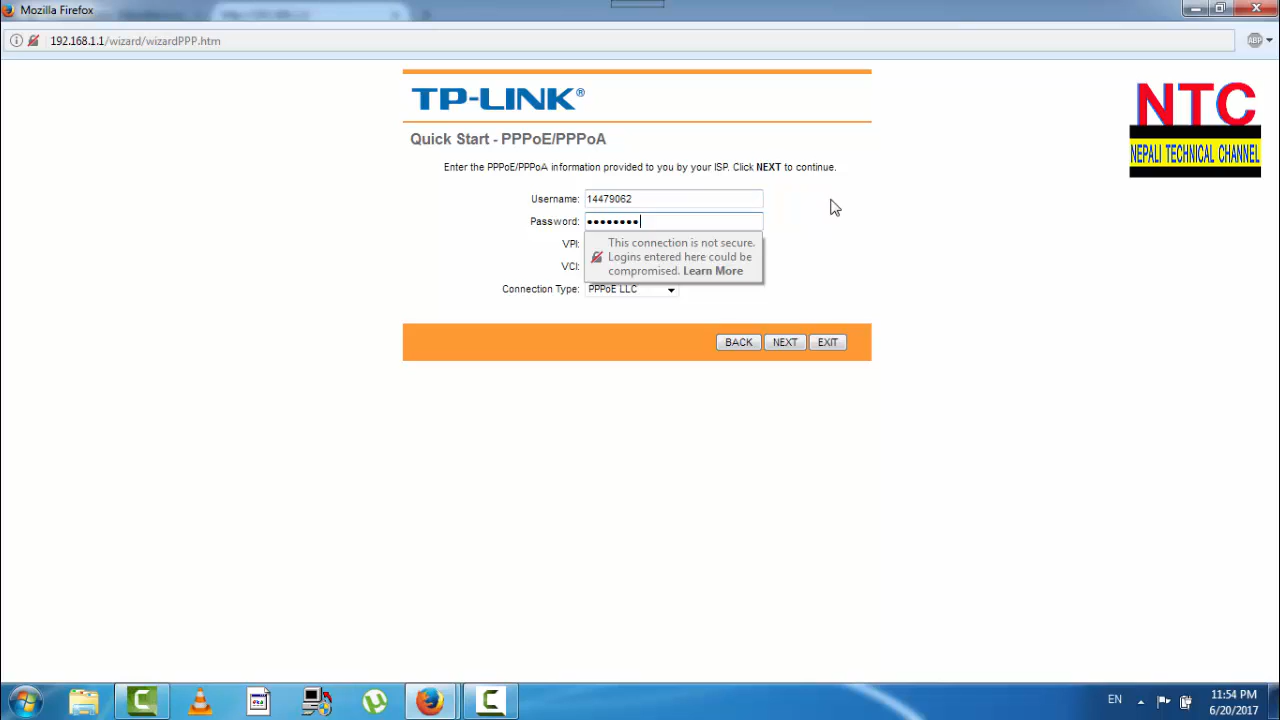 Mozilla Firefox
192.168.1.1/wizard/wizardPPP.htm
ABP
TP-LINK®
NTC
NEPALI TECHNICAL CHANNEL
Quick Start - PPPoE/PPPoA
Enter the PPPoE/PPPoA information provided to you by your ISP. Click NEXT to continue.
Username: 14479062
Password: ••••••••
VPI:
VCI:
This connection is not secure.
Logins entered here could be
compromised. Learn More
Connection Type: PPPoE LLC
BACK NEXT EXIT
EN
11:54 PM
6/20/2017